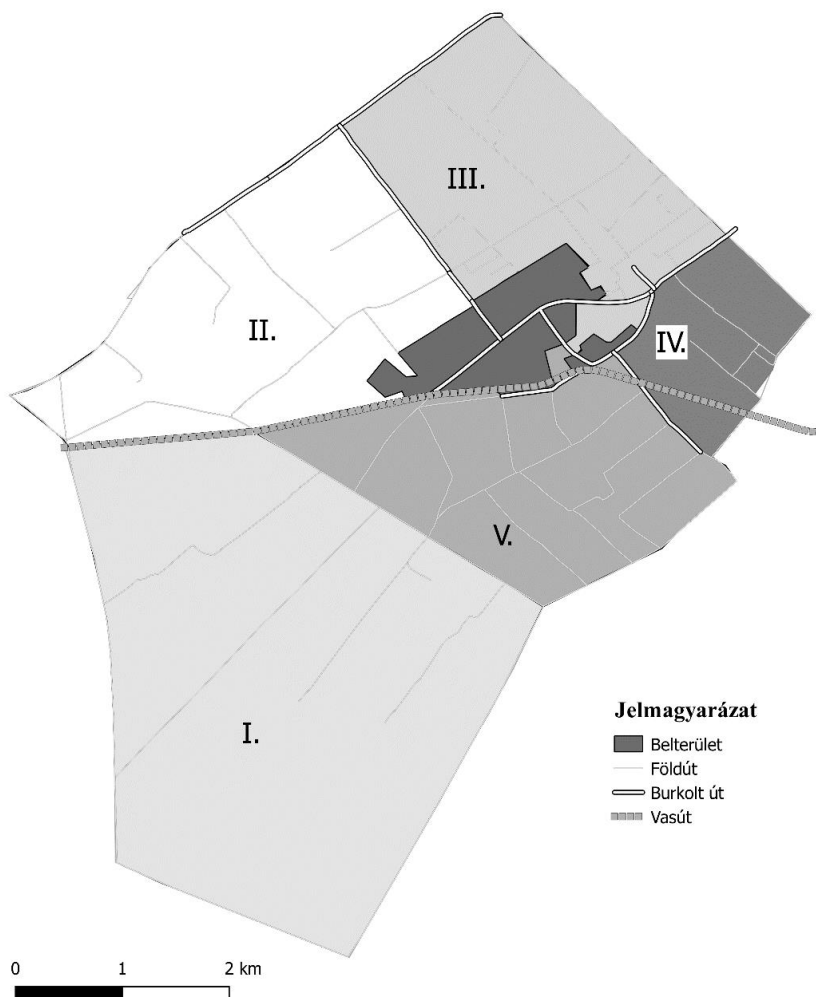 III.
II.
IV.
V.
I.
Jelmagyarázat
Belterület
Földút
Burkolt út
Vasút
0 1 2 km